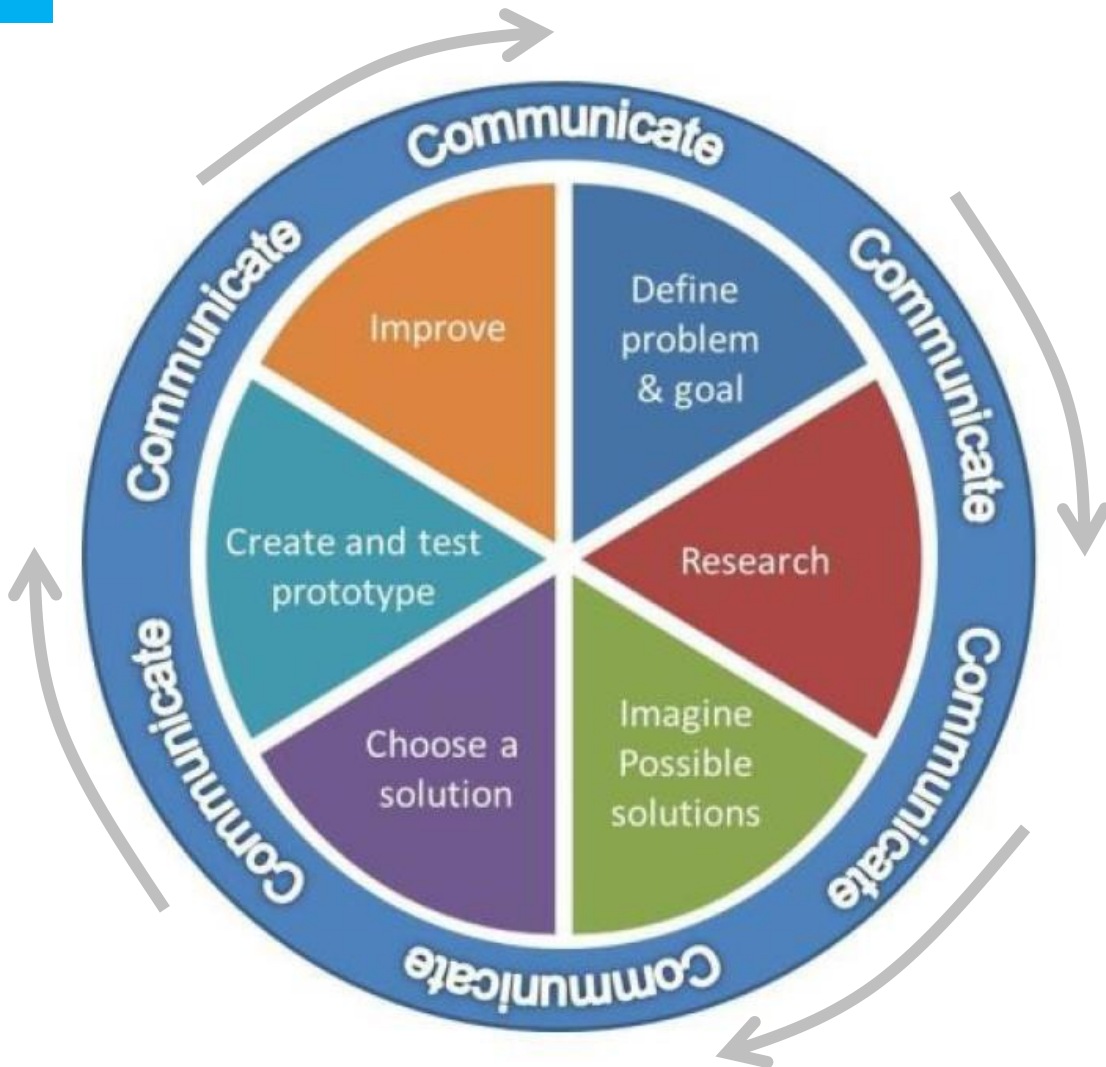 Communicate
Communicate
Communicate
Communicate
Communicate
Communicate
Define
problem
& goal
Research
Imagine
Possible
solutions
Choose a
solution
Create and test
prototype
Improve